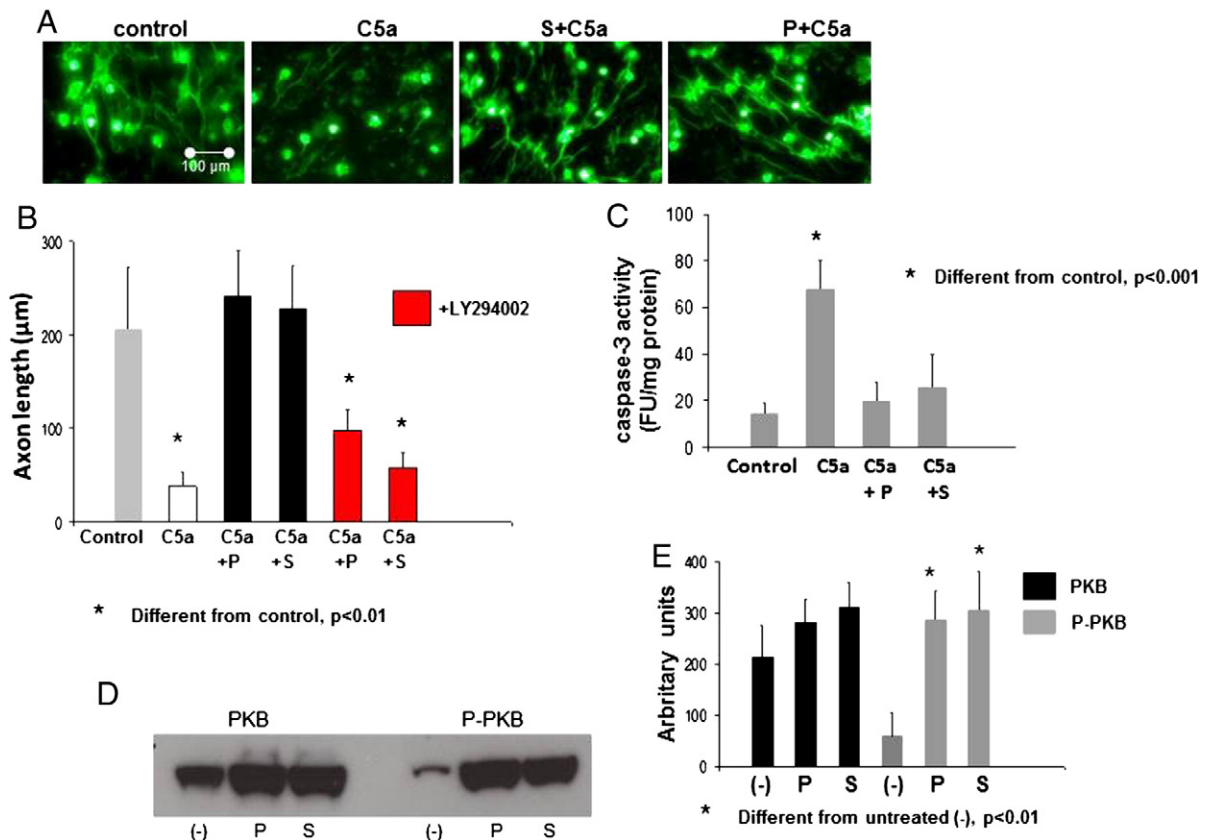 A
control C5a S+C5a P+C5a
100 µm
B
300
200
100
0
Axon length (µm)
*
*
*
+LY294002
Control C5a C5a C5a C5a C5a
+P +S +P +S
* Different from control, p<0.01
C
100
80
60
40
20
0
caspase-3 activity
(FU/mg protein)
*
* Different from control, p<0.001
Control C5a C5a C5a
+ P +S
D
PKB P-PKB
(-) P S (-) P S
E
400
300
200
100
0
Arbritary units
* *
PKB
P-PKB
(-) P S (-) P S
* Different from untreated (-), p<0.01